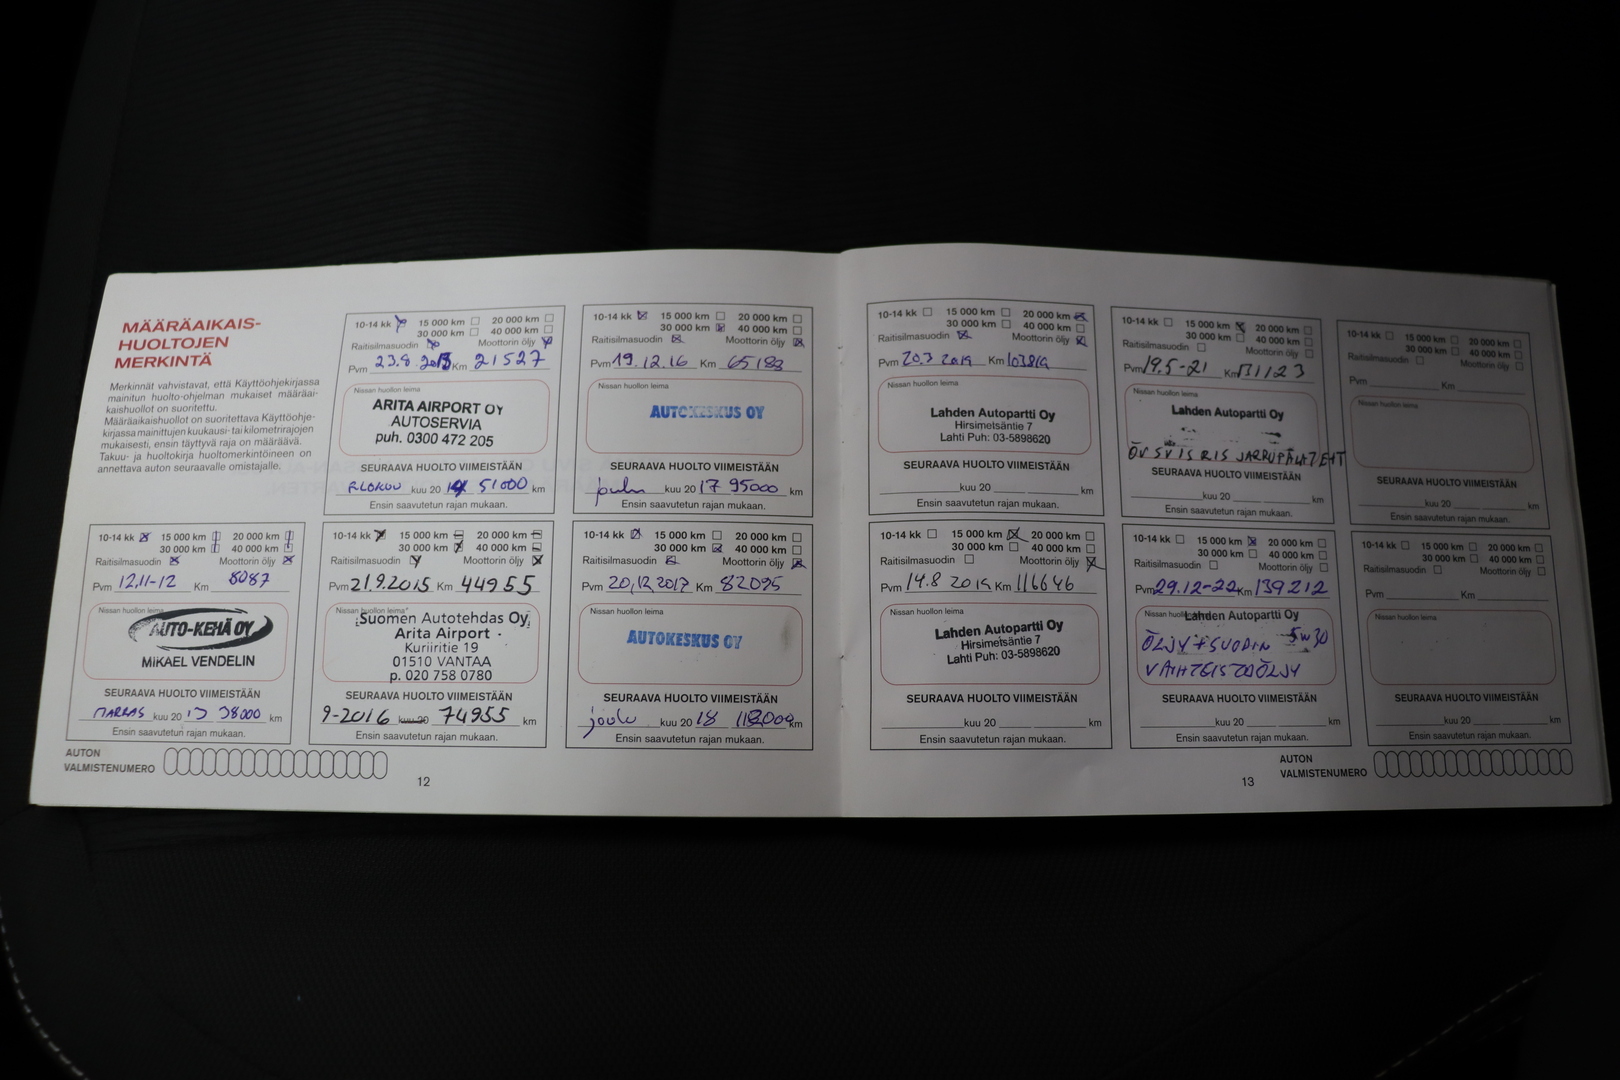 MÄÄRÄAIKAIS-
HUOLTOJEN
MERKINTÄ
Merkinnät vahvistavat, että Käyttöohjekirjassa
mainitun huolto-ohjelman mukaiset määräai-
kaishuollot on suoritettu.
Määräaikaishuollot on suoritettava Käyttöohje-
kirjassa mainittujen kuukausi- tai kilometrirajojen
mukaisesti, ensin täyttyvä raja on määräävä.
Takuu- ja huoltokirja huoltomerkintöineen on
annettava auton seuraavalle omistajalle.
10-14 kk 15 000 km 20 000 km
30 000 km 40 000 km
Raitisilmasuodin Moottorin öljy
Pvm 12.11-12 Km 8087
Nissan huollon leima
AUTO-KEHÄ OY
MIKAEL VENDELIN
SEURAAVA HUOLTO VIIMEISTÄÄN
MARRAS kuu 20 13 38000 km
Ensin saavutetun rajan mukaan.
10-14 kk 15 000 km 20 000 km
30 000 km 40 000 km
Raitisilmasuodin Moottorin öljy
Pvm 23.8.2013 Km 21527
Nissan huollon leima
ARITA AIRPORT OY
AUTOSERVIA
puh. 0300 472 205
SEURAAVA HUOLTO VIIMEISTÄÄN
ELOKUU kuu 20 14 51000 km
Ensin saavutetun rajan mukaan.
10-14 kk 15 000 km 20 000 km
30 000 km 40 000 km
Raitisilmasuodin Moottorin öljy
Pvm 21.9.2015 Km 44955
Nissan huollon leima
Suomen Autotehdas Oy
Arita Airport
Kuriiritie 19
01510 VANTAA
p. 020 758 0780
SEURAAVA HUOLTO VIIMEISTÄÄN
9-2016 kuu 20 74955 km
Ensin saavutetun rajan mukaan.
10-14 kk 15 000 km 20 000 km
30 000 km 40 000 km
Raitisilmasuodin Moottorin öljy
Pvm 19.12.16 Km 65183
Nissan huollon leima
AUTOKESKUS OY
SEURAAVA HUOLTO VIIMEISTÄÄN
joulu kuu 20 17 95000 km
Ensin saavutetun rajan mukaan.
10-14 kk 15 000 km 20 000 km
30 000 km 40 000 km
Raitisilmasuodin Moottorin öljy
Pvm 20.12.2017 Km 82095
Nissan huollon leima
AUTOKESKUS OY
SEURAAVA HUOLTO VIIMEISTÄÄN
joulu kuu 20 18 112000 km
Ensin saavutetun rajan mukaan.
AUTON
VALMISTENUMERO
12
10-14 kk 15 000 km 20 000 km
30 000 km 40 000 km
Raitisilmasuodin Moottorin öljy
Pvm 20.3 2019 Km 103819
Nissan huollon leima
Lahden Autopartti Oy
Hirsimetsäntie 7
Lahti Puh: 03-5898620
SEURAAVA HUOLTO VIIMEISTÄÄN
kuu 20 km
Ensin saavutetun rajan mukaan.
10-14 kk 15 000 km 20 000 km
30 000 km 40 000 km
Raitisilmasuodin Moottorin öljy
Pvm 14.8 2019 Km 116646
Nissan huollon leima
Lahden Autopartti Oy
Hirsimetsäntie 7
Lahti Puh: 03-5898620
SEURAAVA HUOLTO VIIMEISTÄÄN
kuu 20 km
Ensin saavutetun rajan mukaan.
10-14 kk 15 000 km 20 000 km
30 000 km 40 000 km
Raitisilmasuodin Moottorin öljy
Pvm 19.5-21 Km 131123
Nissan huollon leima
Lahden Autopartti Oy
JARRUPÄLAT
SEURAAVA HUOLTO VIIMEISTÄÄN
kuu 20 km
Ensin saavutetun rajan mukaan.
10-14 kk 15 000 km 20 000 km
30 000 km 40 000 km
Raitisilmasuodin Moottorin öljy
Pvm 29.12-22 Km 139212
Nissan huollon leima
Lahden Autopartti Oy
ÖLJY + SUODIN 5W30
VAIHTEISTOÖLJY
SEURAAVA HUOLTO VIIMEISTÄÄN
kuu 20 km
Ensin saavutetun rajan mukaan.
10-14 kk 15 000 km 20 000 km
30 000 km 40 000 km
Raitisilmasuodin Moottorin öljy
Pvm Km
Nissan huollon leima
SEURAAVA HUOLTO VIIMEISTÄÄN
kuu 20 km
Ensin saavutetun rajan mukaan.
10-14 kk 15 000 km 20 000 km
30 000 km 40 000 km
Raitisilmasuodin Moottorin öljy
Pvm Km
Nissan huollon leima
SEURAAVA HUOLTO VIIMEISTÄÄN
kuu 20 km
Ensin saavutetun rajan mukaan.
AUTON
VALMISTENUMERO
13